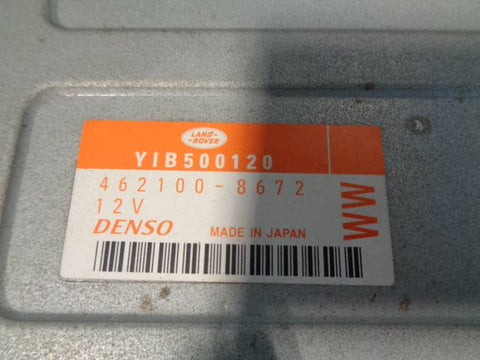 LAND-
-ROVER
YIB500120
462100-8672
12V
DENSO MADE IN JAPAN
WW